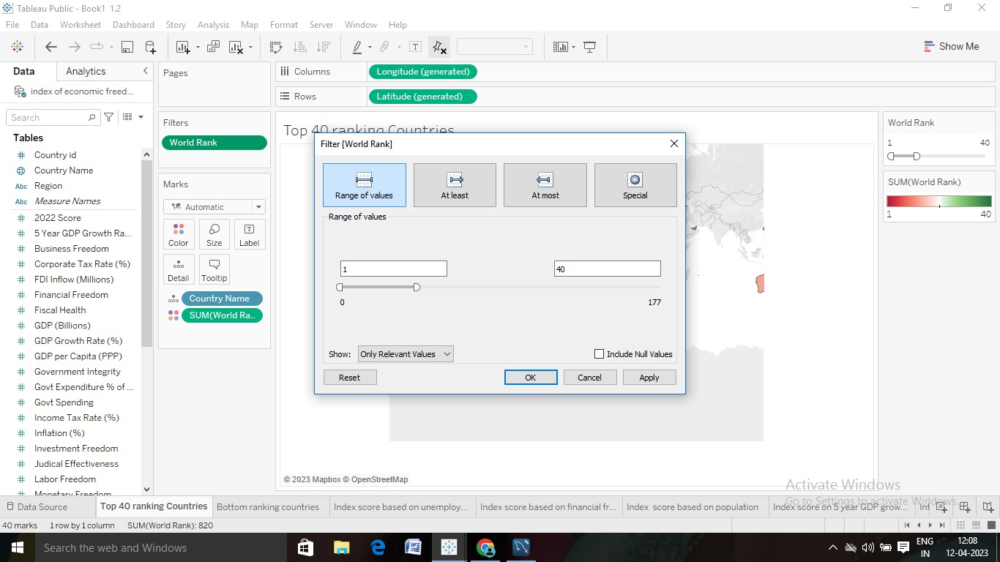 Tableau Public - Book1 1.2
File Data Worksheet Dashboard Story Analysis Map Format Server Window Help
Show Me
Data Analytics
index of economic freed...
Search
Tables
Country id
Country Name
Abc Region
Abc Measure Names
2022 Score
5 Year GDP Growth Ra...
Business Freedom
Corporate Tax Rate (%)
FDI Inflow (Millions)
Financial Freedom
Fiscal Health
GDP (Billions)
GDP Growth Rate (%)
GDP per Capita (PPP)
Government Integrity
Govt Expenditure % of ...
Govt Spending
Income Tax Rate (%)
Inflation (%)
Investment Freedom
Judical Effectiveness
Labor Freedom
Monetary Freedom
Pages
Filters
World Rank
Marks
Automatic
Color Size Label
Detail Tooltip
Country Name
SUM(World Ra..
Columns Longitude (generated)
Rows Latitude (generated)
Top 40 ranking Countries
Filter [World Rank]
Range of values At least At most Special
Range of values
1 40
0 177
Show: Only Relevant Values Include Null Values
Reset OK Cancel Apply
© 2023 Mapbox © OpenStreetMap
World Rank
1 40
SUM(World Rank)
1 40
Activate Windows
Go to Settings to activate Windows.
Data Source Top 40 ranking Countries Bottom ranking countries Index score based on unemploy... Index score based on financial fr... Index score based on population Index score on 5 year GDP grow... Inf
40 marks 1 row by 1 column SUM(World Rank): 820
Search the web and Windows
ENG 12:08
IN 12-04-2023